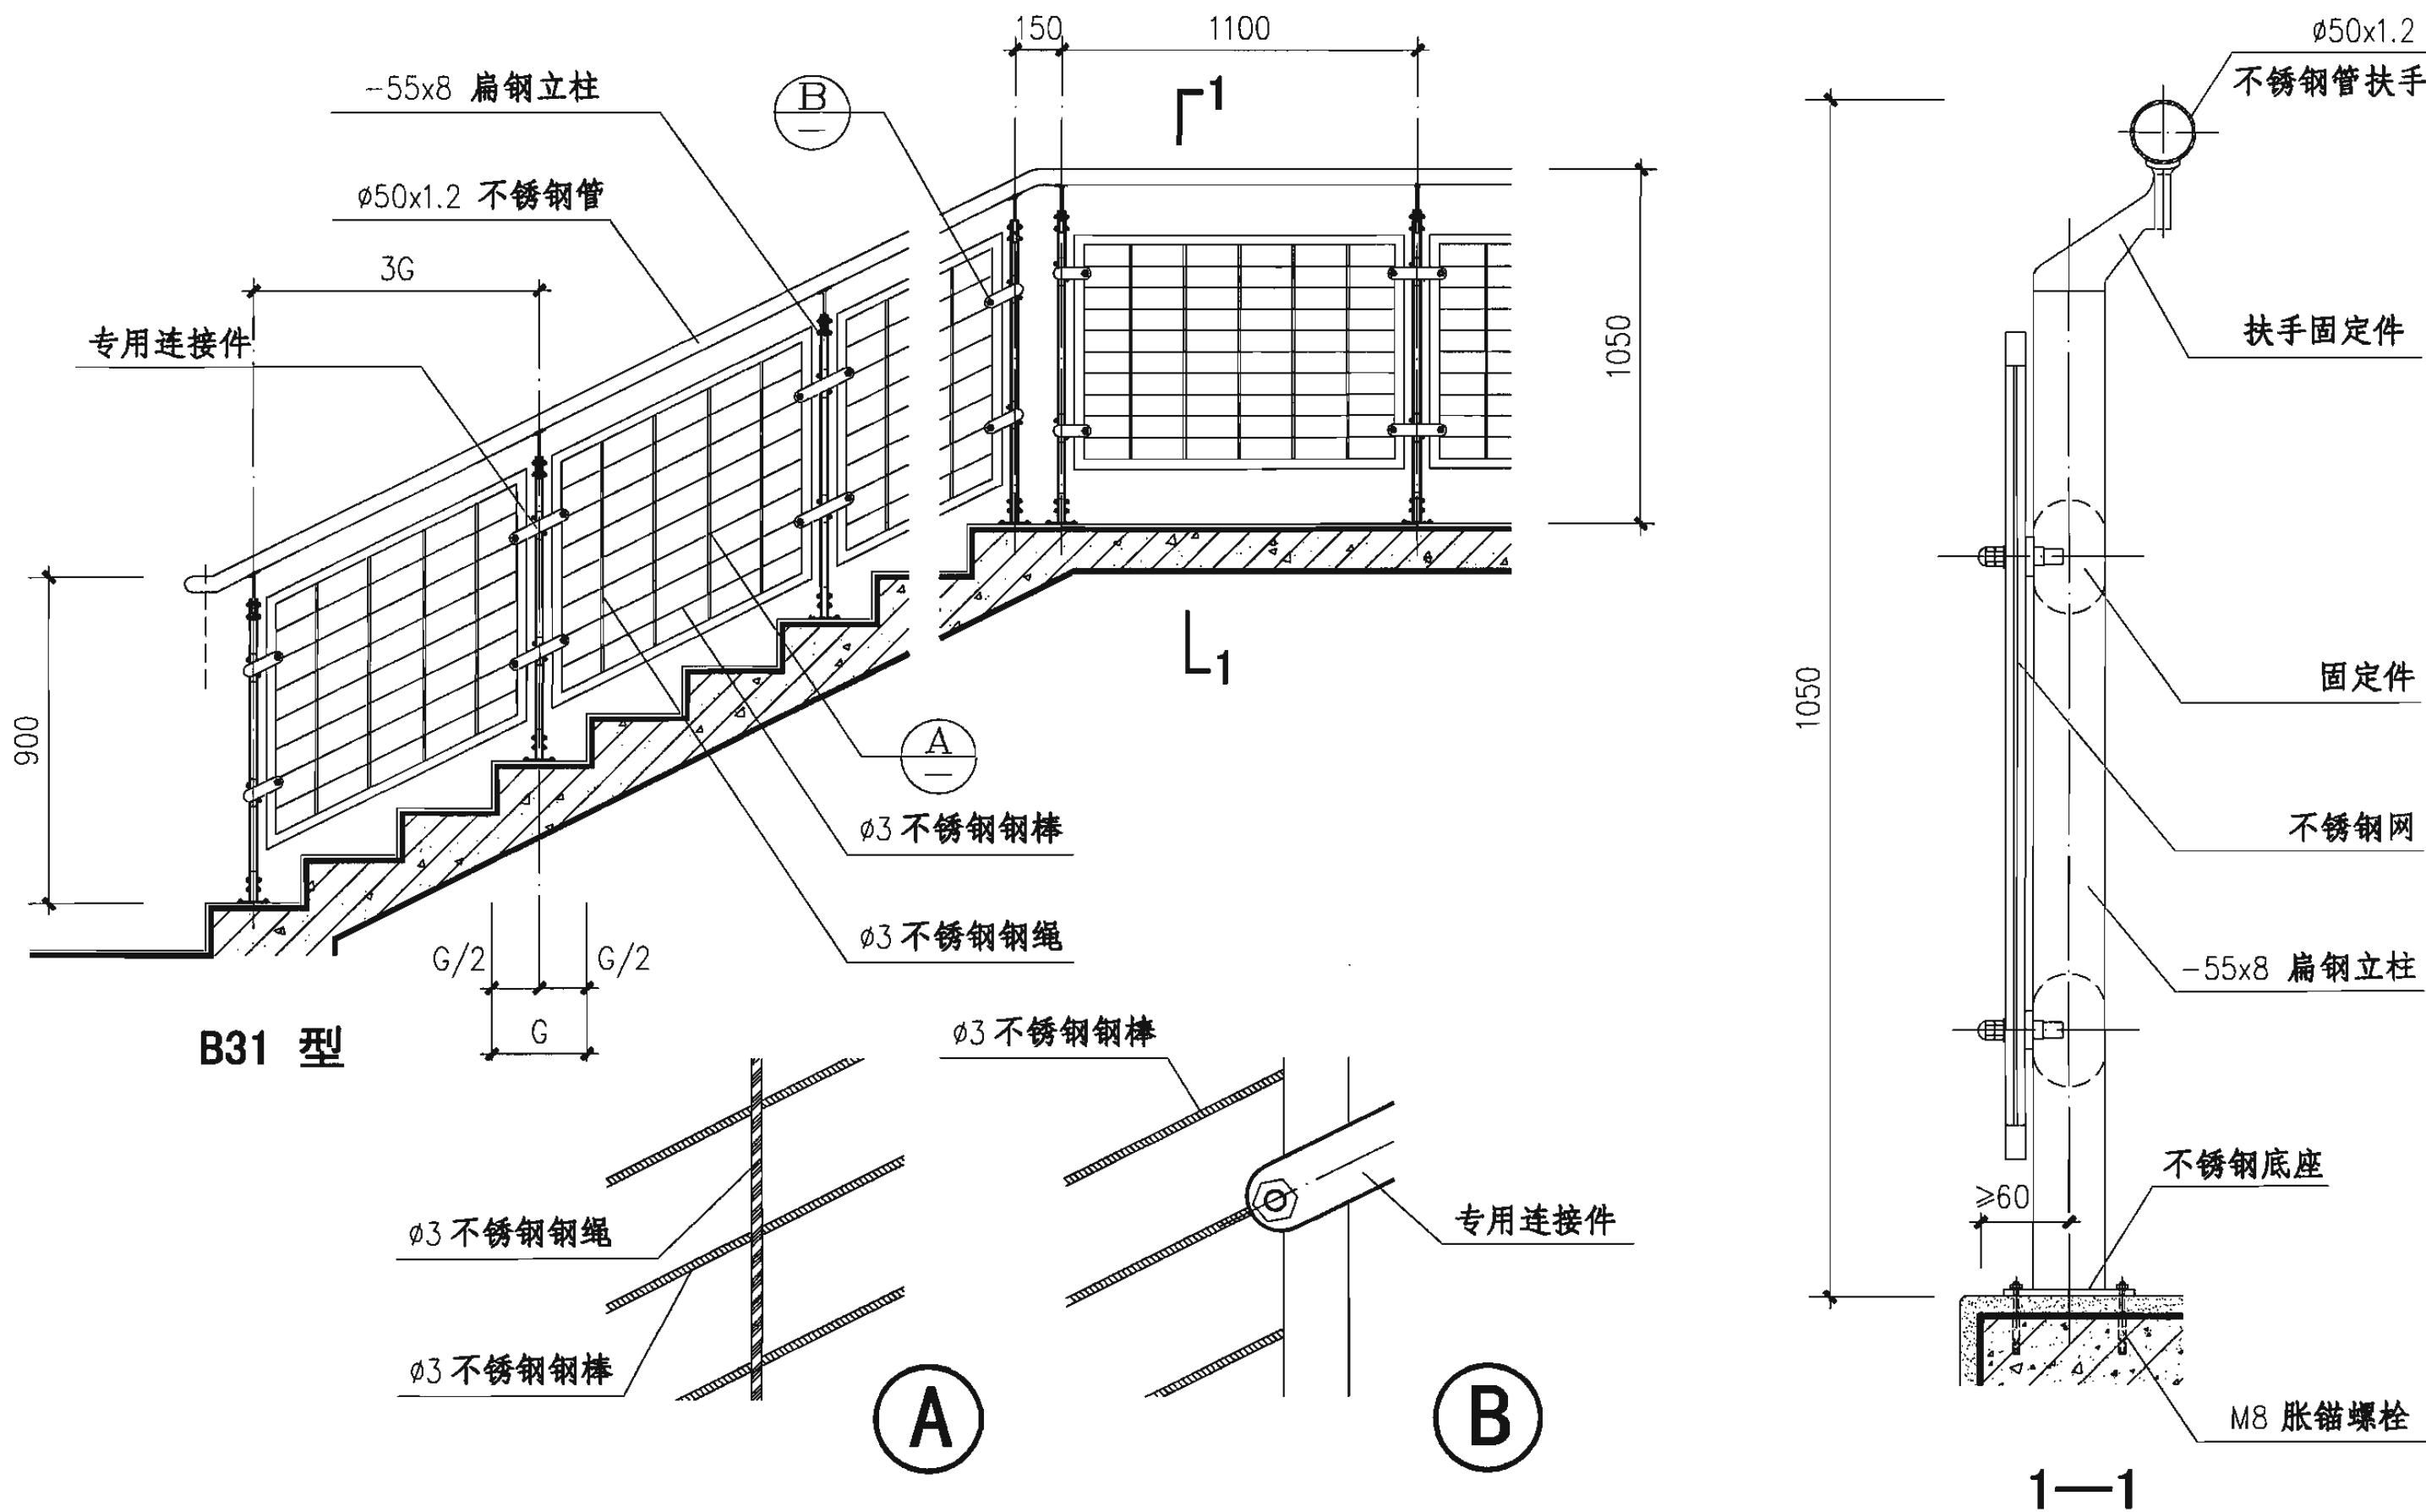 150
1100
-55x8 扁钢立柱
B
1
ø50x1.2 不锈钢管
3G
专用连接件
1050
900
1
A
ø3 不锈钢钢棒
ø3 不锈钢钢绳
G/2
G/2
G
B31 型
ø3 不锈钢钢绳
ø3 不锈钢钢棒
A
ø3 不锈钢钢棒
专用连接件
B
ø50x1.2
不锈钢管扶手
扶手固定件
1050
固定件
不锈钢网
-55x8 扁钢立柱
不锈钢底座
≥60
M8 胀锚螺栓
1—1